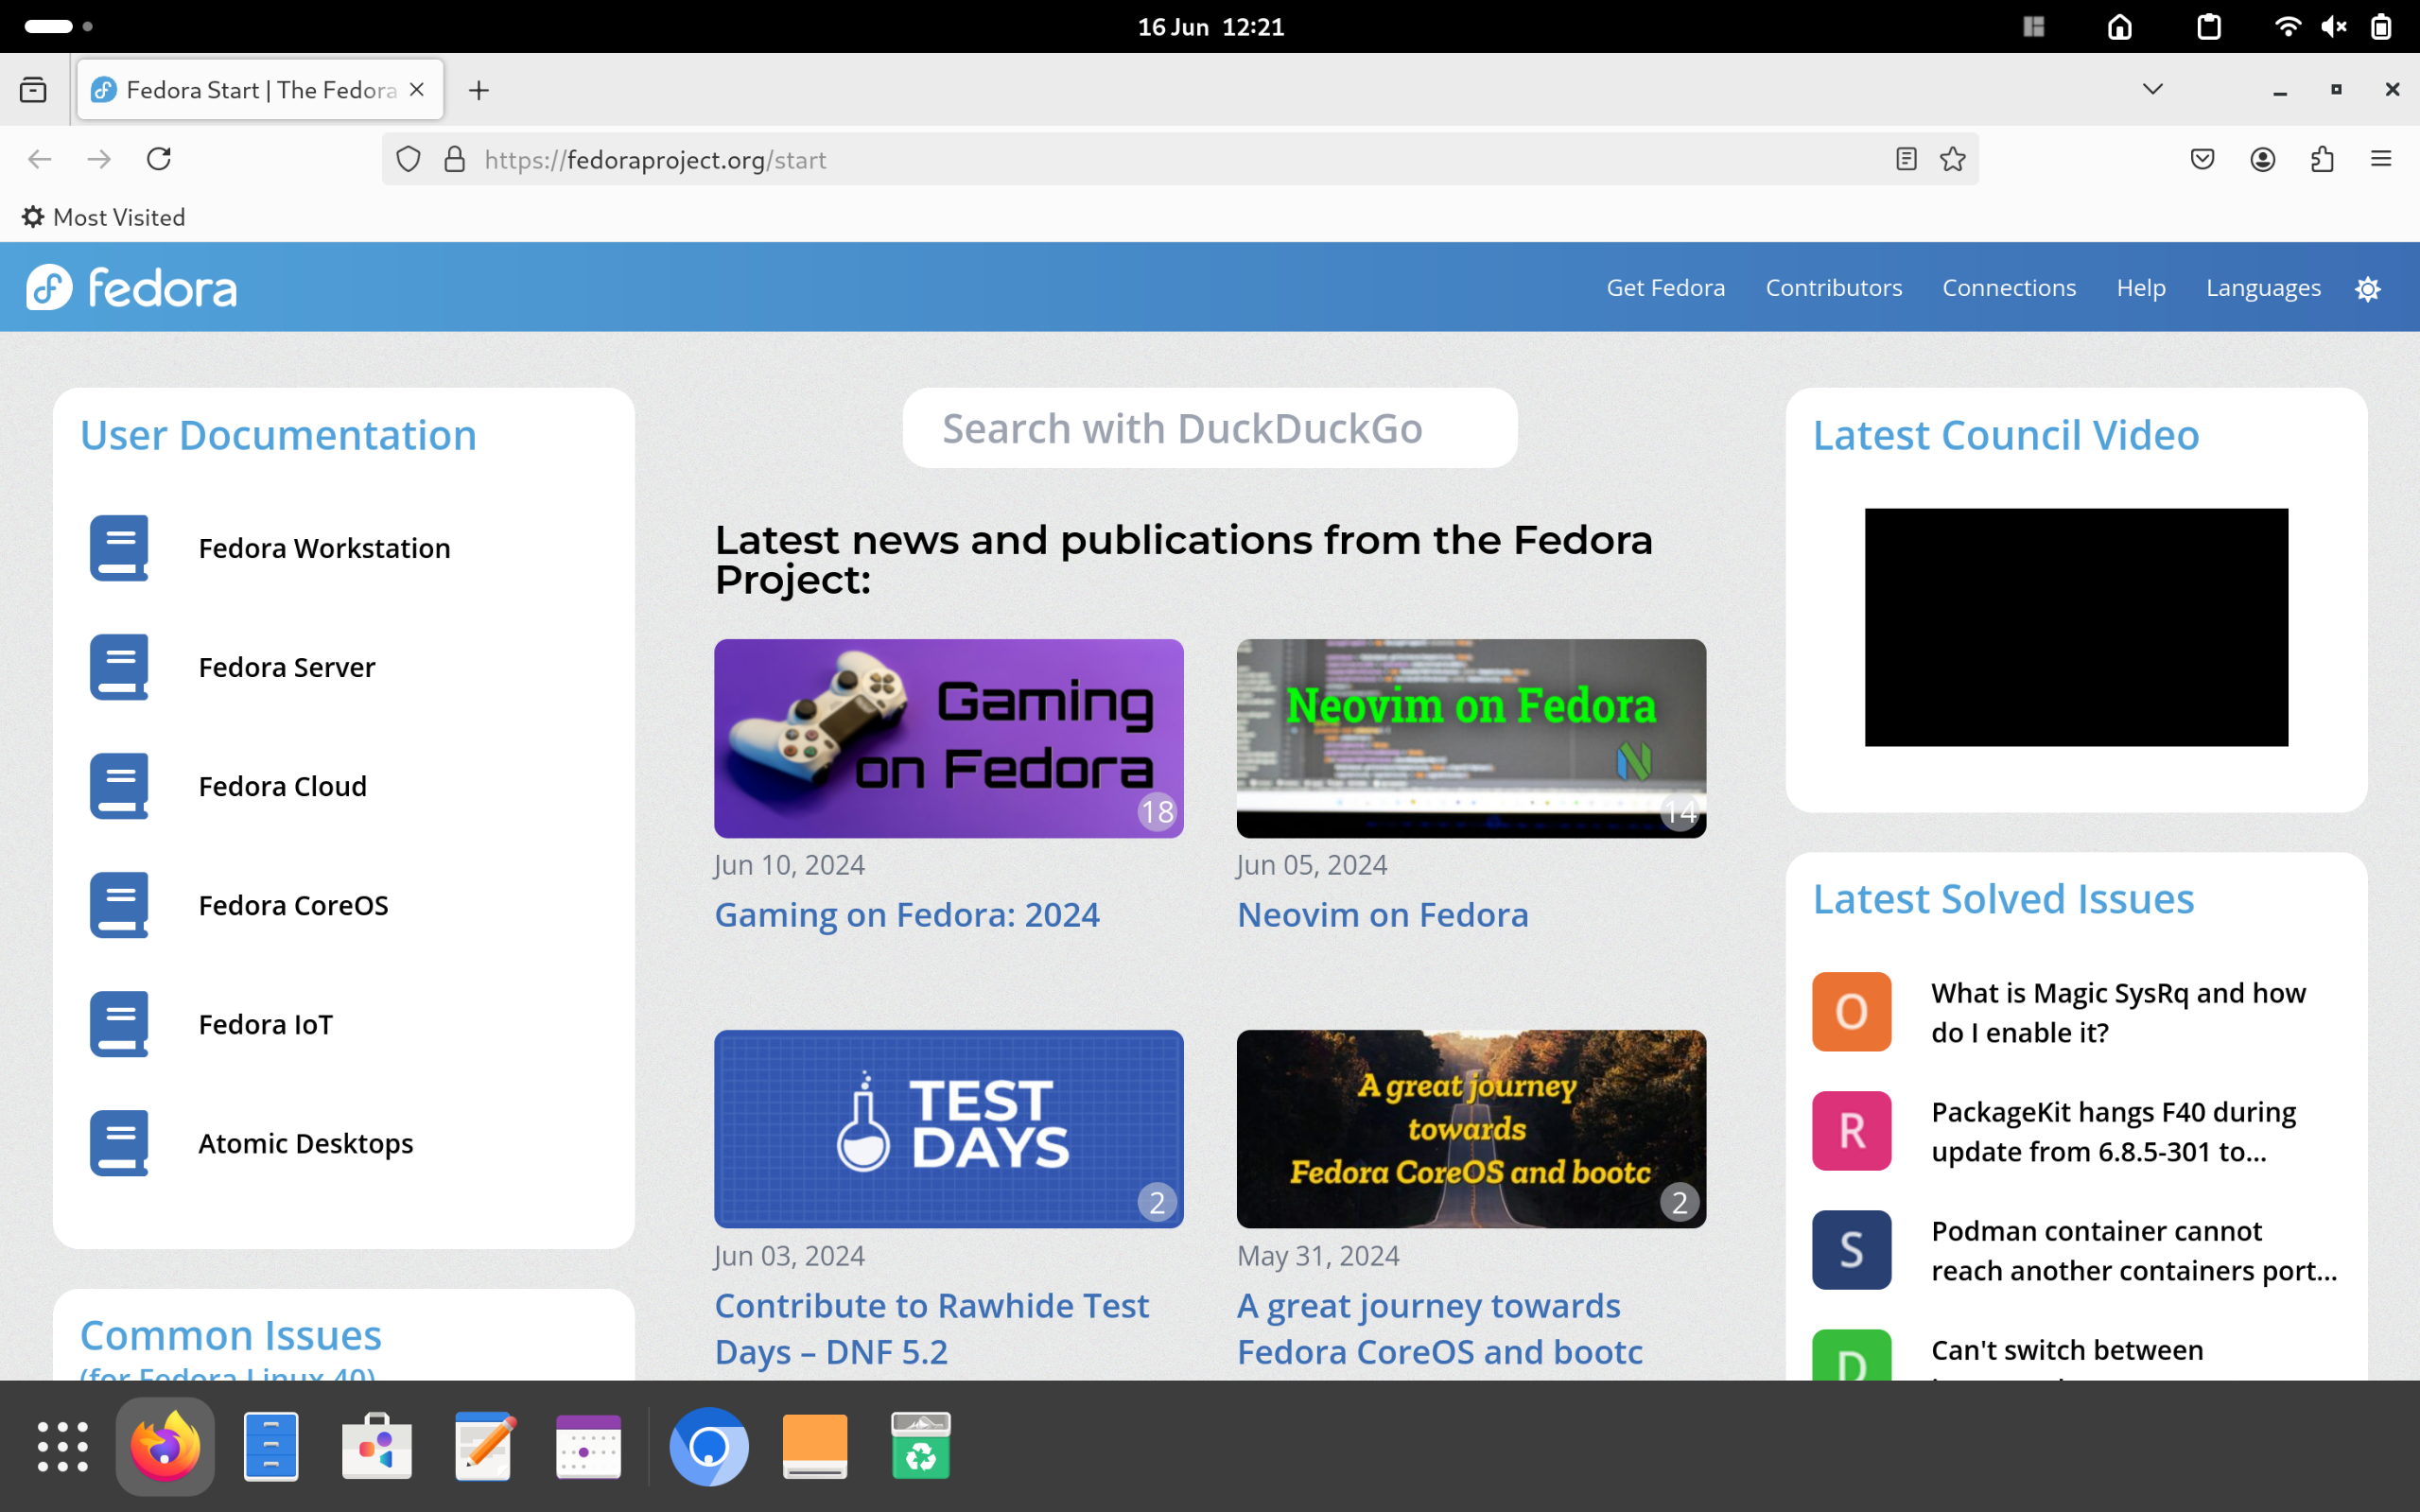 16 Jun 12:21
Fedora Start | The Fedora
https://fedoraproject.org/start
Most Visited
fedora
Get Fedora
Contributors
Connections
Help
Languages
User Documentation
Fedora Workstation
Fedora Server
Fedora Cloud
Fedora CoreOS
Fedora IoT
Atomic Desktops
Common Issues
(for Fedora Linux 40)
Search with DuckDuckGo
Latest news and publications from the Fedora
Project:
Gaming
on Fedora
18
Jun 10, 2024
Gaming on Fedora: 2024
Neovim on Fedora
14
Jun 05, 2024
Neovim on Fedora
TEST
DAYS
2
Jun 03, 2024
Contribute to Rawhide Test
Days – DNF 5.2
A great journey
towards
Fedora CoreOS and bootc
2
May 31, 2024
A great journey towards
Fedora CoreOS and bootc
Latest Council Video
Latest Solved Issues
O
What is Magic SysRq and how
do I enable it?
R
PackageKit hangs F40 during
update from 6.8.5-301 to...
S
Podman container cannot
reach another containers port...
D
Can't switch between